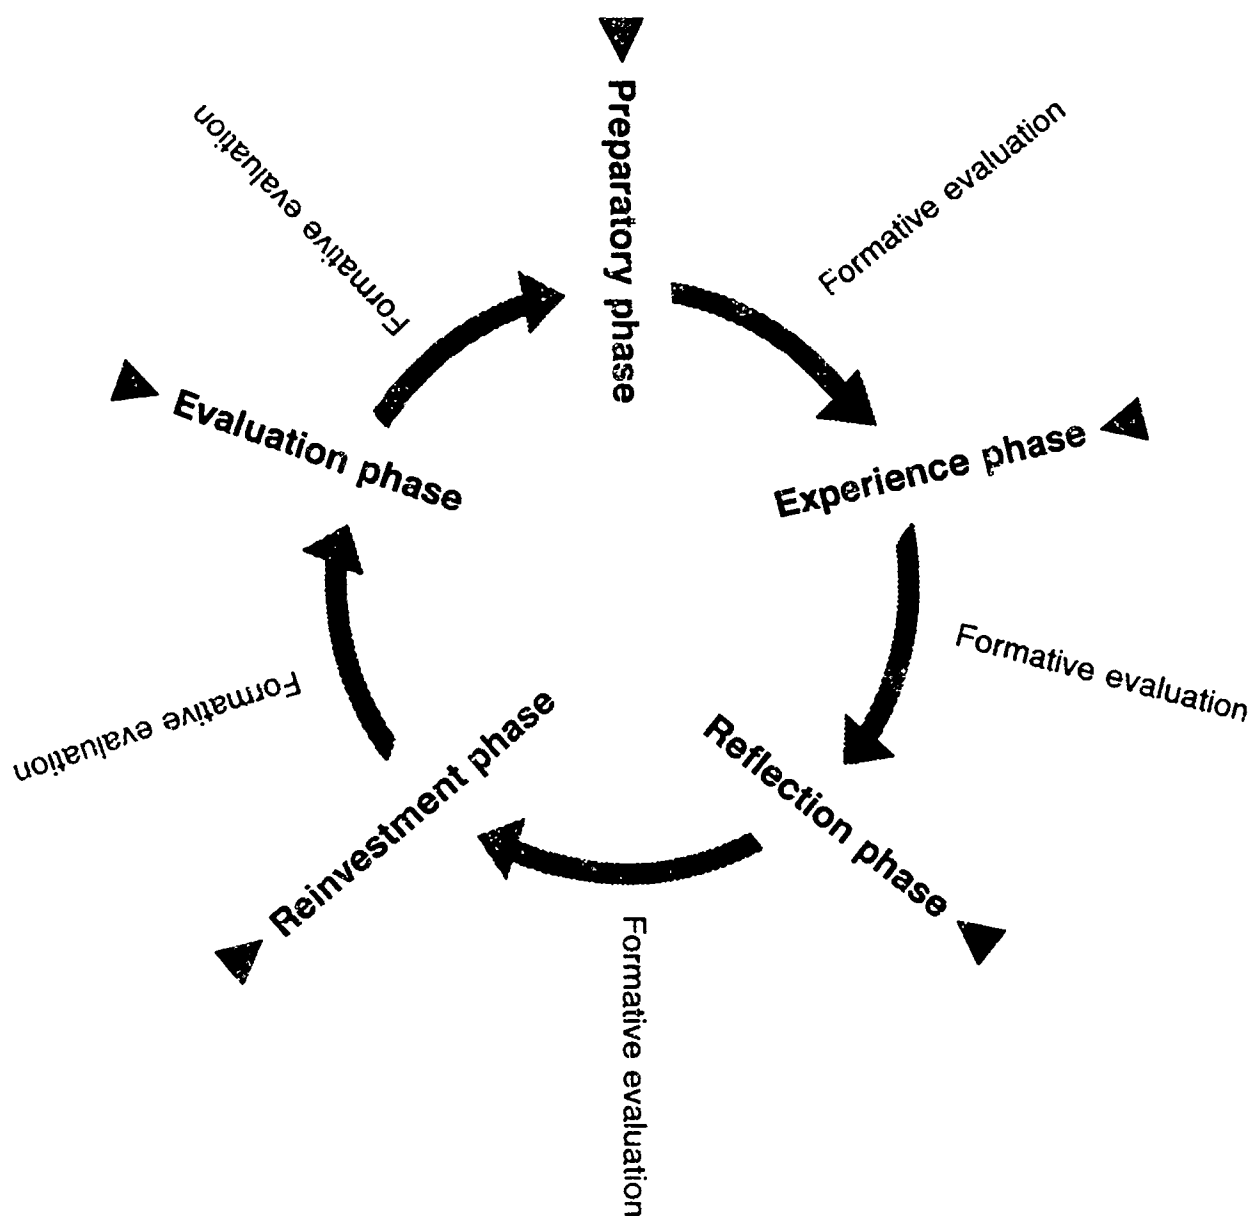 Preparatory phase
Formative evaluation
Experience phase
Formative evaluation
Reflection phase
Formative evaluation
Reinvestment phase
Formative evaluation
Evaluation phase
Formative evaluation